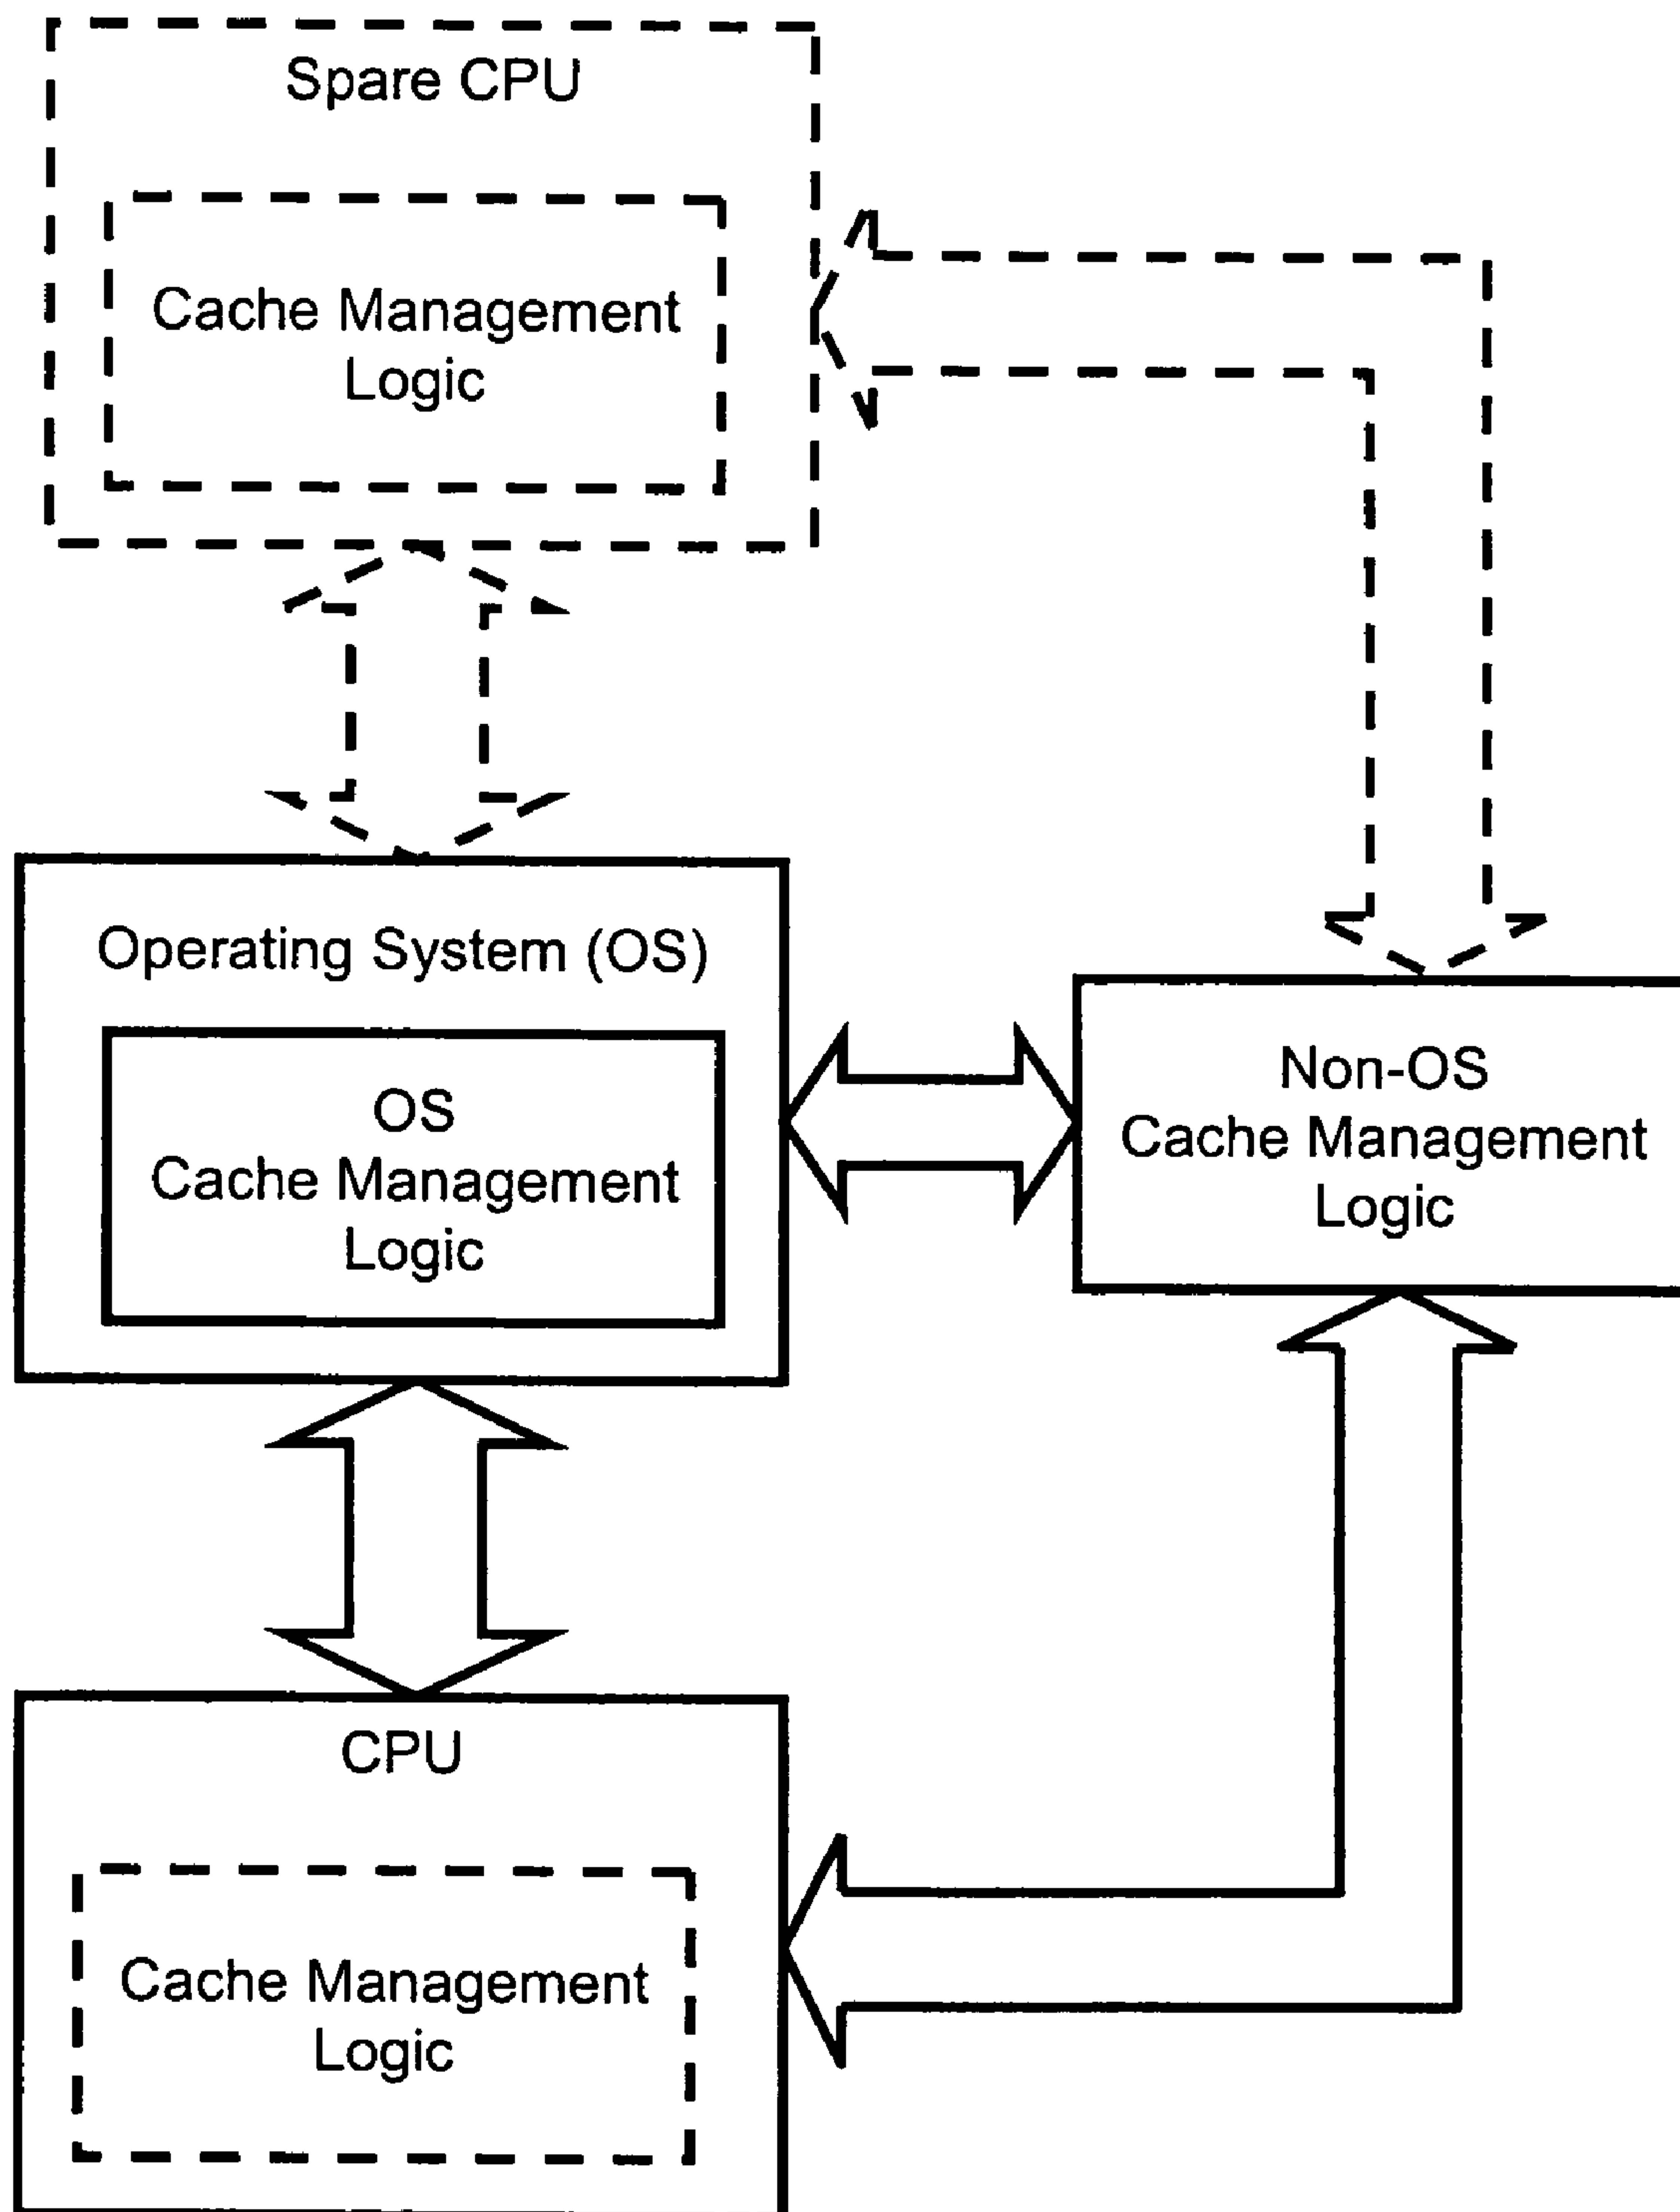 Spare CPU
Cache Management
Logic
Operating System (OS)
OS
Cache Management
Logic
Non-OS
Cache Management
Logic
CPU
Cache Management
Logic